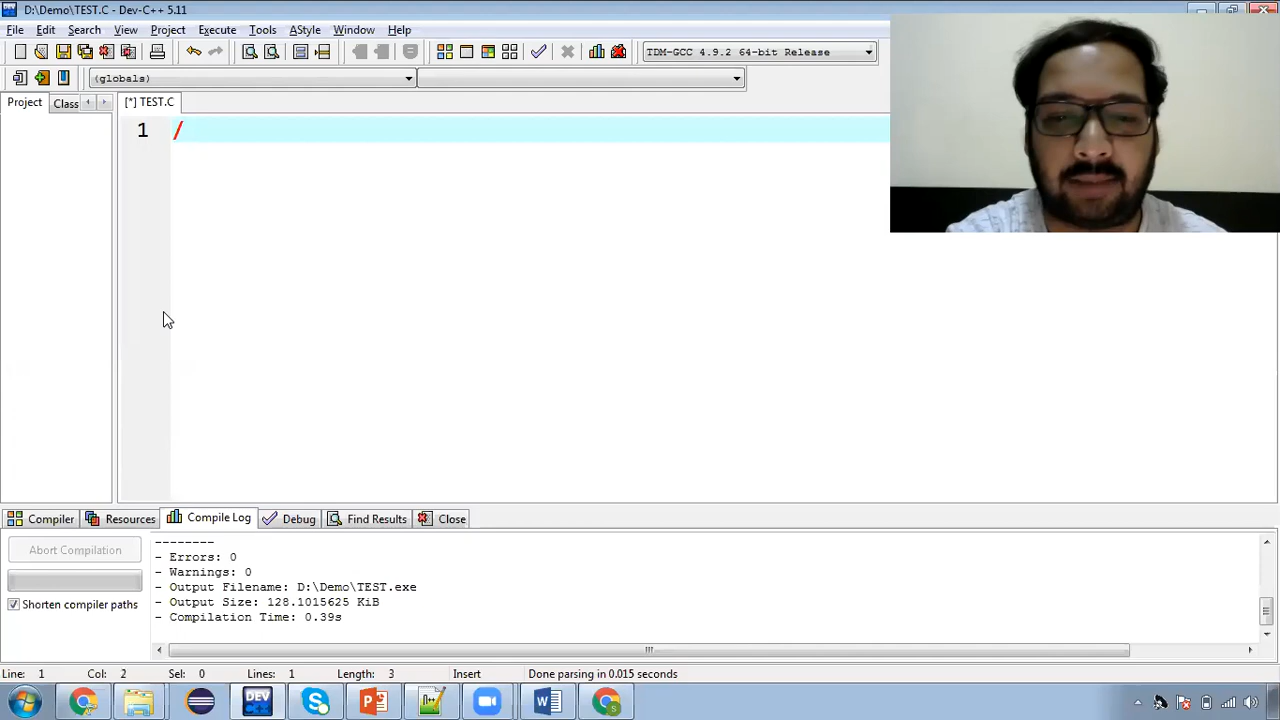 D:\Demo\TEST.C - Dev-C++ 5.11
File Edit Search View Project Execute Tools AStyle Window Help
TDM-GCC 4.9.2 64-bit Release
(globals)
Project Class [*] TEST.C
1 /
Compiler Resources Compile Log Debug Find Results Close
Abort Compilation
Shorten compiler paths
--------
- Errors: 0
- Warnings: 0
- Output Filename: D:\Demo\TEST.exe
- Output Size: 128.1015625 KiB
- Compilation Time: 0.39s
Line: 1 Col: 2 Sel: 0 Lines: 1 Length: 3 Insert Done parsing in 0.015 seconds
DEV